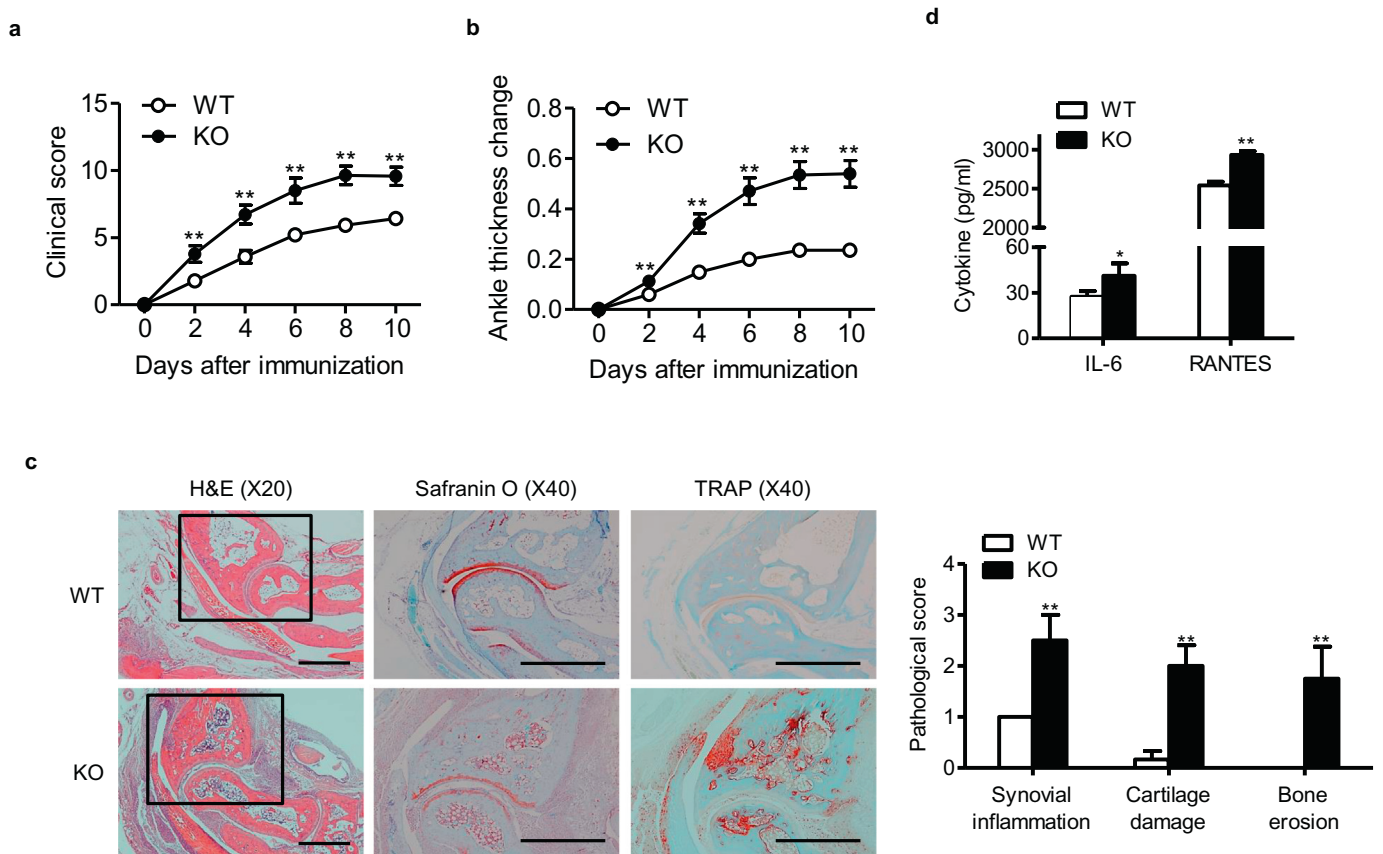 a
Clinical score
15
10
5
0
WT
KO
**
**
**
**
**
0 2 4 6 8 10
Days after immunization
b
Ankle thickness change
0.8
0.6
0.4
0.2
0.0
WT
KO
**
**
**
**
**
0 2 4 6 8 10
Days after immunization
d
Cytokine (pg/ml)
WT
KO
3000
2500
2000
60
30
0
*
**
IL-6 RANTES
c
H&E (X20) Safranin O (X40) TRAP (X40)
WT
KO
Pathological score
WT
KO
4
3
2
1
0
**
**
**
Synovial
inflammation
Cartilage
damage
Bone
erosion